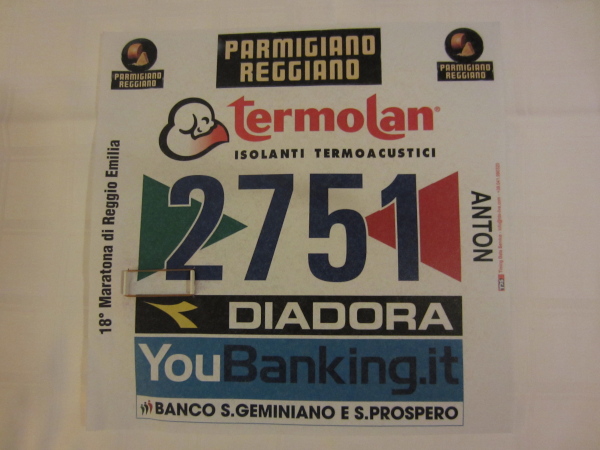 PARMIGIANO
REGGIANO
PARMIGIANO
REGGIANO
PARMIGIANO
REGGIANO
termolan®
ISOLANTI TERMOACUSTICI
18° Maratona di Reggio Emilia
2751
ANTON
DIADORA
YouBanking.it
BANCO S.GEMINIANO E S.PROSPERO